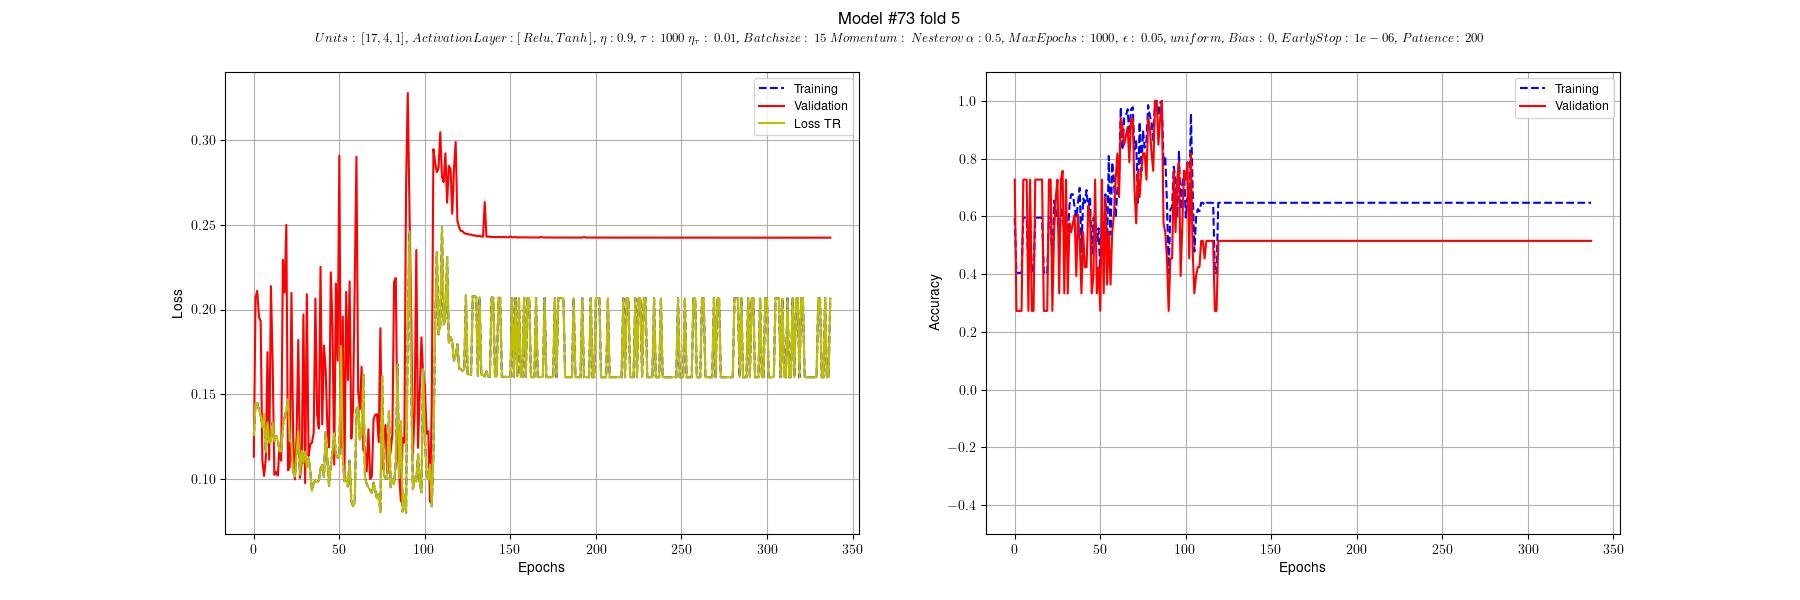 Model #73 fold 5
Units : [17, 4, 1], ActivationLayer : [ Relu, Tanh ], η : 0.9, τ : 1000 ητ : 0.01, Batchsize : 15 Momentum : Nesterov α : 0.5, MaxEpochs : 1000, ϵ : 0.05, uniform, Bias : 0, EarlyStop : 1e − 06, Patience : 200
Training
Validation
Loss TR
0.30
0.25
0.20
0.15
0.10
Loss
0 50 100 150 200 250 300 350
Epochs
Training
Validation
1.0
0.8
0.6
0.4
0.2
0.0
−0.2
−0.4
Accuracy
0 50 100 150 200 250 300 350
Epochs